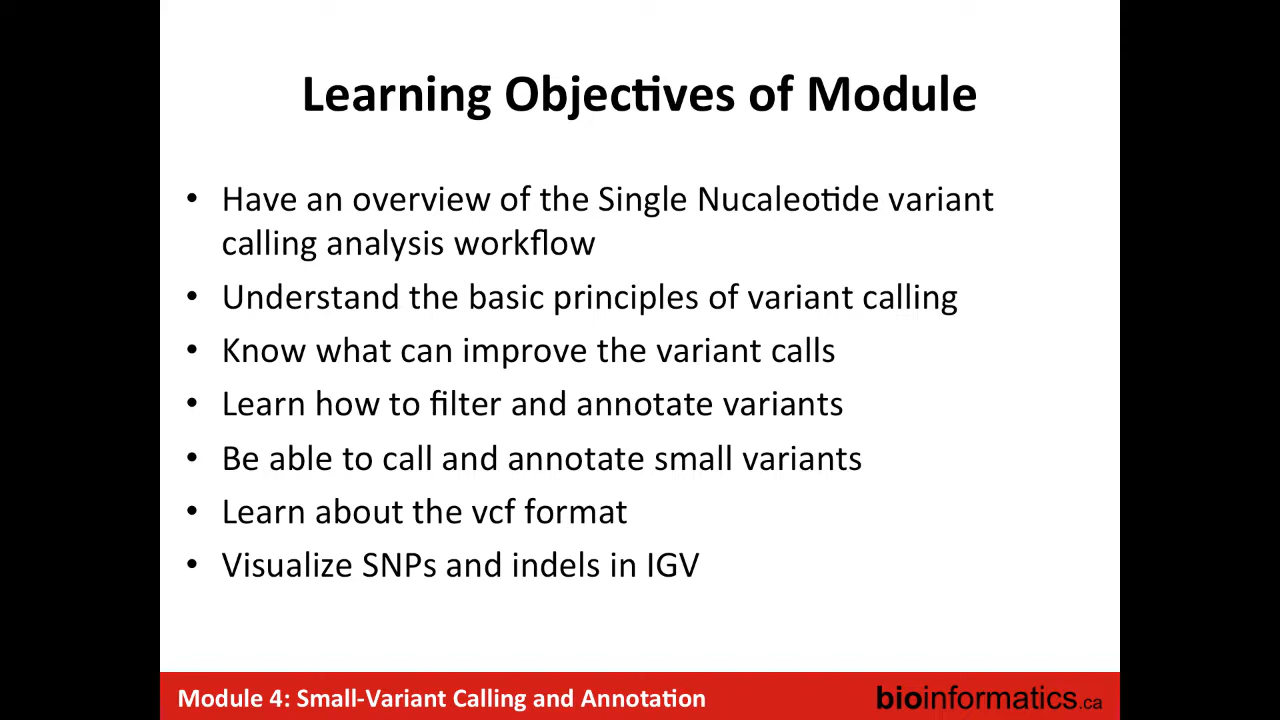 Learning Objectives of Module
• Have an overview of the Single Nucaleotide variant
calling analysis workflow
• Understand the basic principles of variant calling
• Know what can improve the variant calls
• Learn how to filter and annotate variants
• Be able to call and annotate small variants
• Learn about the vcf format
• Visualize SNPs and indels in IGV
Module 4: Small-Variant Calling and Annotation
bioinformatics.ca